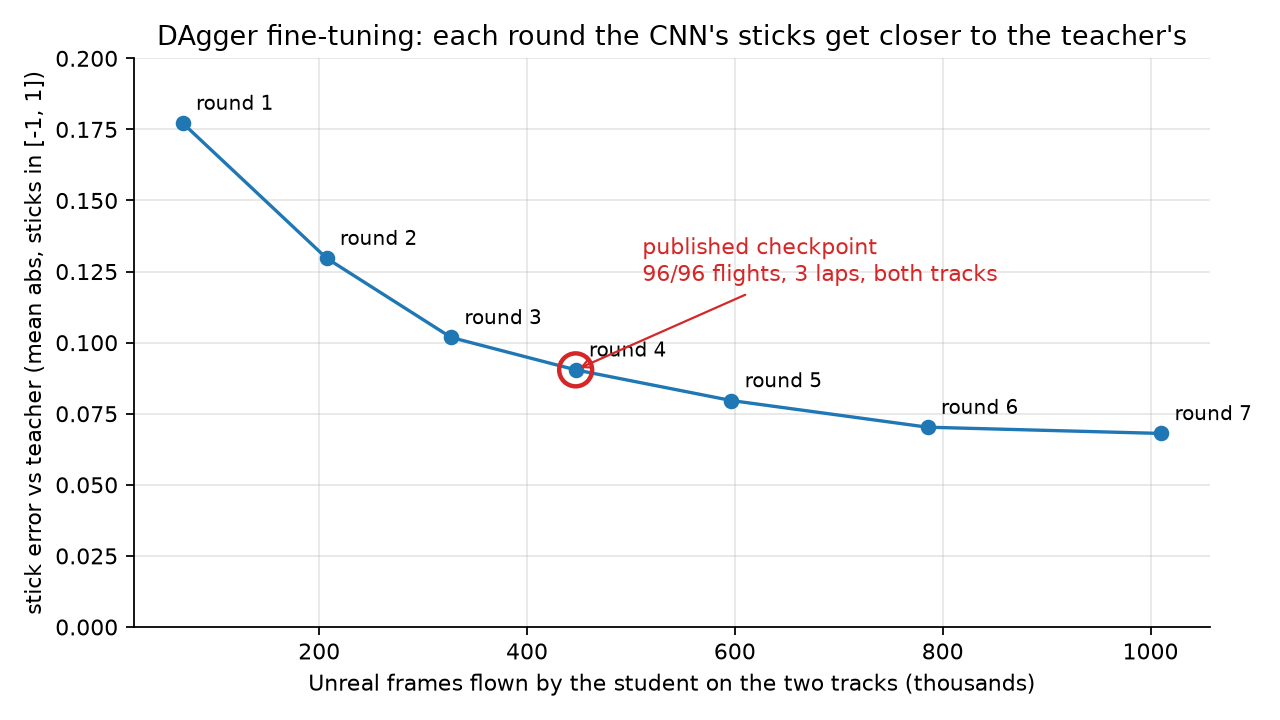 DAgger fine-tuning: each round the CNN's sticks get closer to the teacher's
stick error vs teacher (mean abs, sticks in [-1, 1])
0.200
0.175
0.150
0.125
0.100
0.075
0.050
0.025
0.000
round 1
round 2
round 3
round 4
round 5
round 6
round 7
published checkpoint
96/96 flights, 3 laps, both tracks
200
400
600
800
1000
Unreal frames flown by the student on the two tracks (thousands)